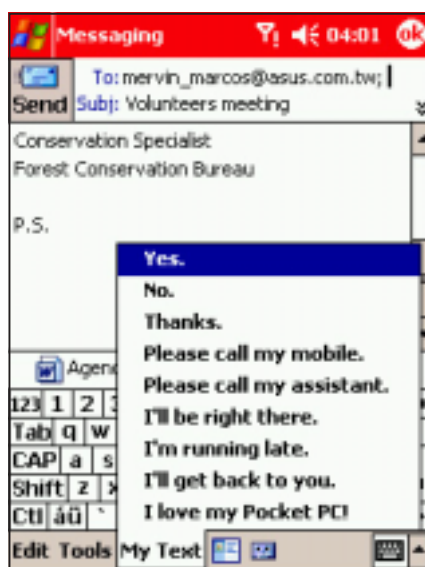 Messaging 04:01 ok
To: mervin_marcos@asus.com.tw;
Send Subj: Volunteers meeting
Conservation Specialist
Forest Conservation Bureau
P.S.
Yes.
No.
Thanks.
Please call my mobile.
Please call my assistant.
I'll be right there.
I'm running late.
I'll get back to you.
I love my Pocket PC!
123 1 2
Tab q w
CAP a s
Shift z
Ctl áü `
Edit Tools My Text